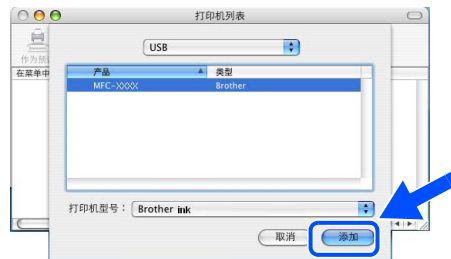 打印机列表
作为预
USB
在菜单中
产品 类型
MFC-XXXX Brother
打印机型号： Brother ink
取消 添加